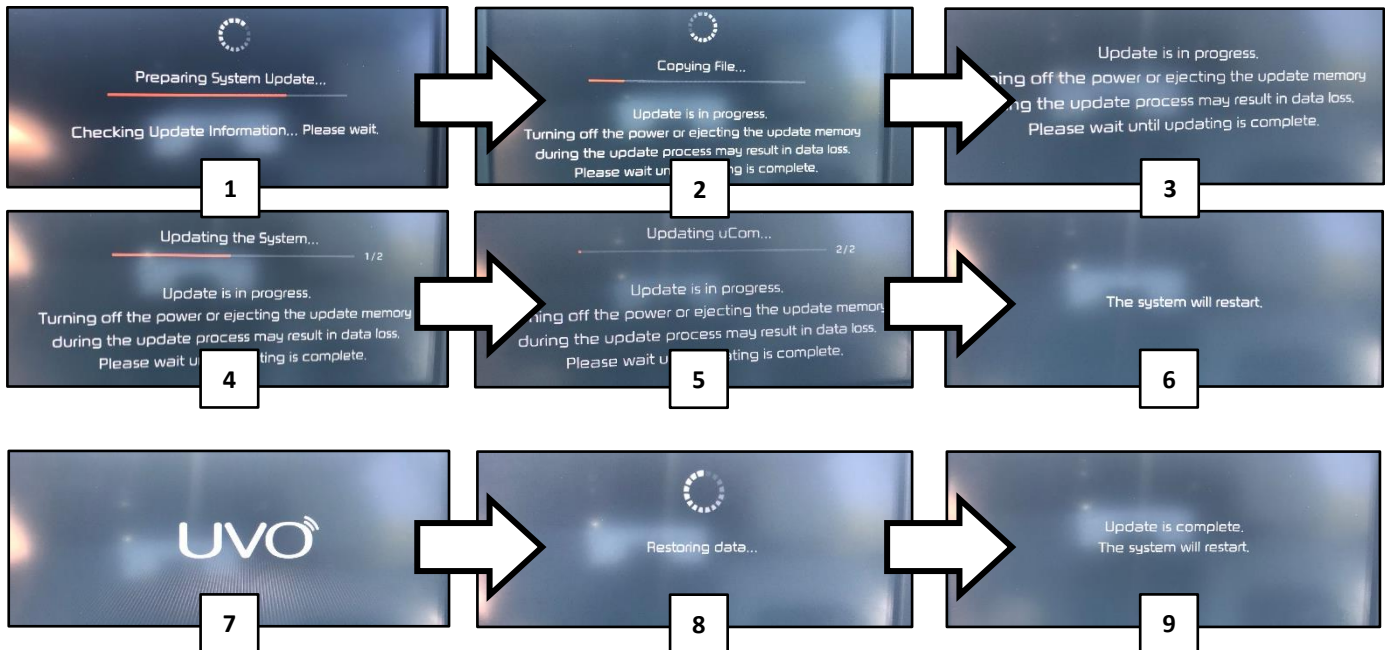 Preparing System Update...
Checking Update Information... Please wait.
1
Copying File...
Update is in progress.
Turning off the power or ejecting the update memory
during the update process may result in data loss.
Please wait is complete.
2
Update is in progress.
off the power or ejecting the update memory
the update process may result in data loss.
Please wait until updating is complete.
3
Updating the System...
1/2
Update is in progress.
Turning off the power or ejecting the update memory
during the update process may result in data loss.
Please wait is complete.
4
Updating uCom...
2/2
Update is in progress.
off the power or ejecting the update memory
during the update process may result in data loss.
Please wait is complete.
5
The system will restart.
6
UVO
7
Restoring data...
8
Update is complete.
The system will restart.
9